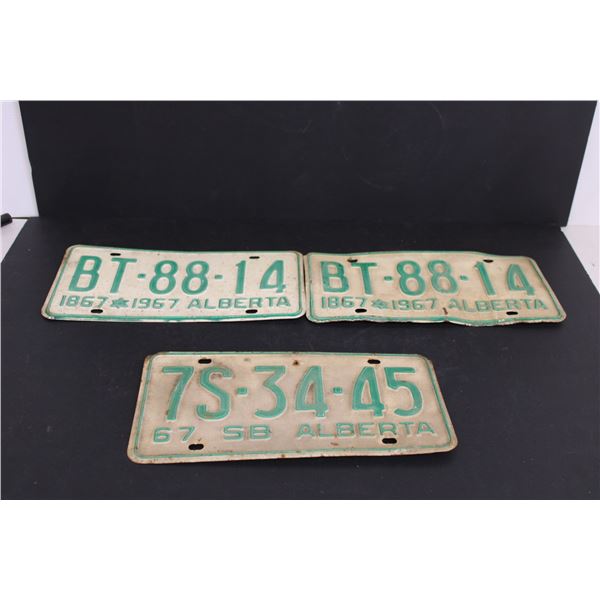 BT-88-14
1867 1967 ALBERTA
BT-88-14
1867 1967 ALBERTA
7S-34-45
67 SB ALBERTA